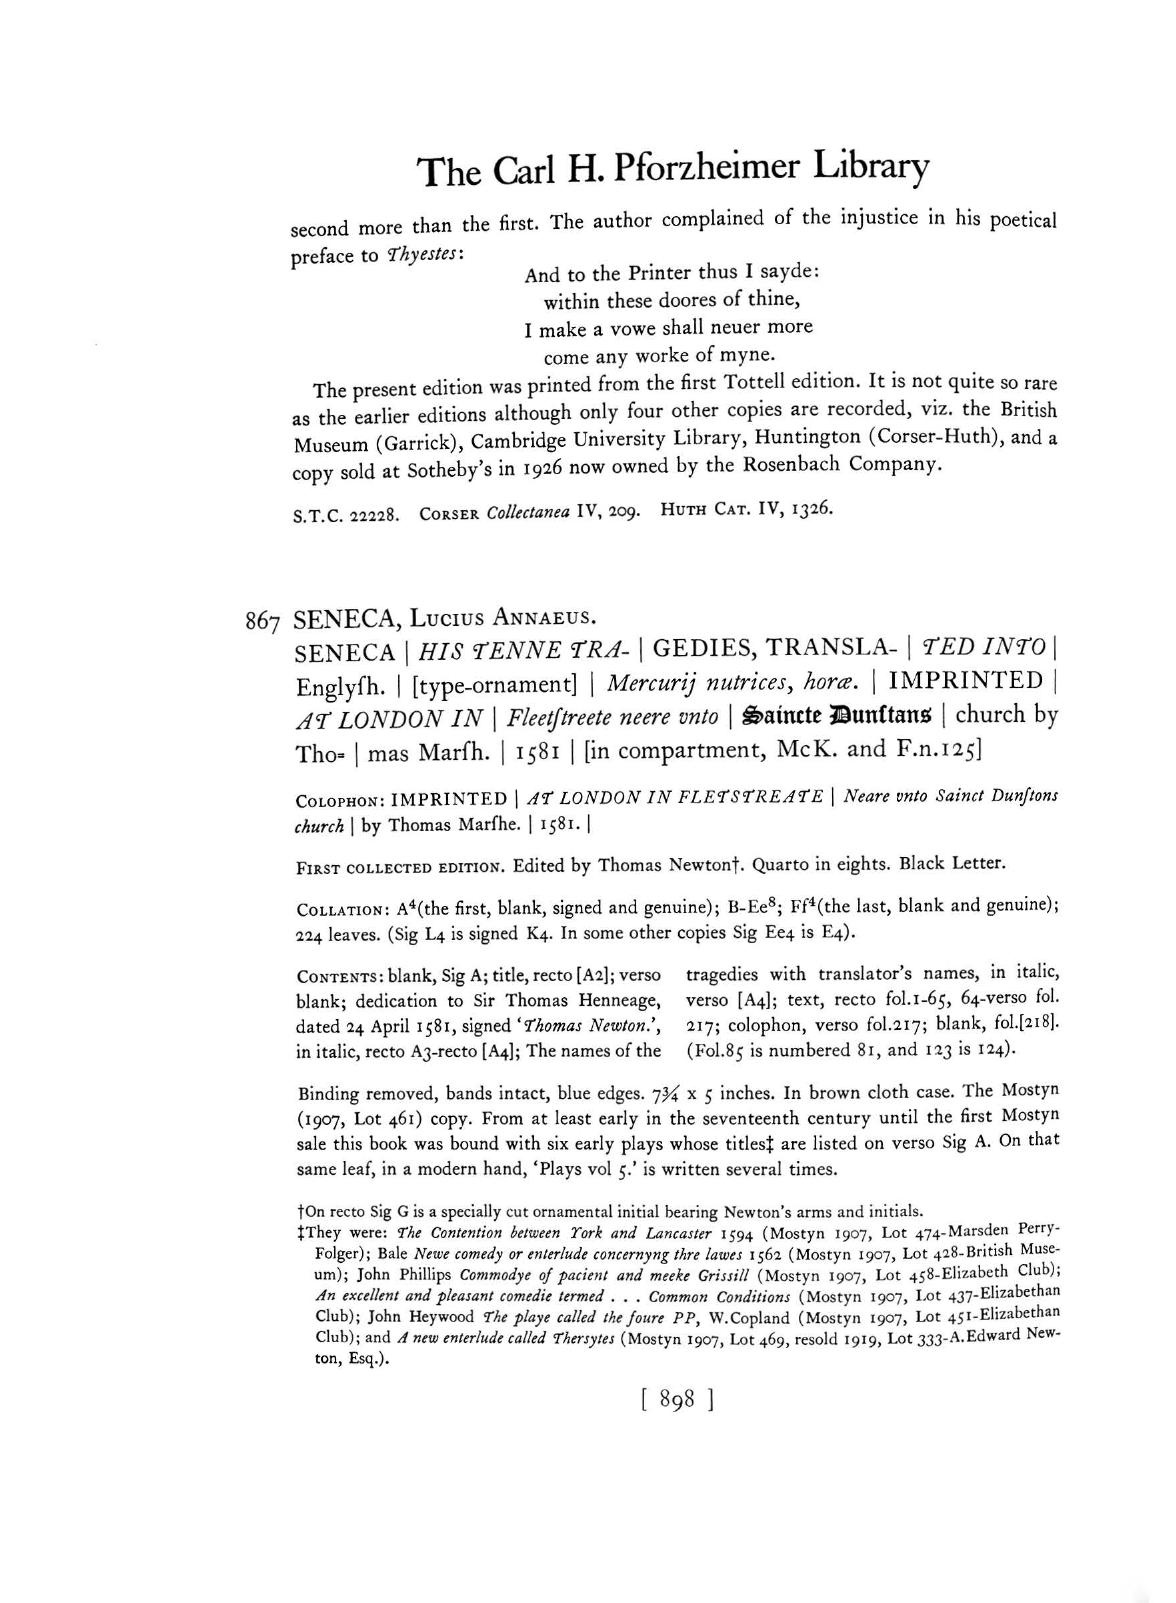 The Carl H. Pforzheimer Library
second more than the first. The author complained of the injustice in his poetical
preface to Thyestes:
And to the Printer thus I sayde:
within these doores of thine,
I make a vowe shall neuer more
come any worke of myne.
The present edition was printed from the first Tottell edition. It is not quite so rare
as the earlier editions although only four other copies are recorded, viz. the British
Museum (Garrick), Cambridge University Library, Huntington (Corser-Huth), and a
copy sold at Sotheby's in 1926 now owned by the Rosenbach Company.
S.T.C. 22228. Corser Collectanea IV, 209. Huth Cat. IV, 1326.
867 SENECA, Lucius Annaeus.
SENECA | HIS TENNE TRA- | GEDIES, TRANSLA- | TED INTO |
Englyſh. | [type-ornament] | Mercurij nutrices, horæ. | IMPRINTED |
AT LONDON IN | Fleetſtreete neere vnto | Saincte Dunſtans | church by
Tho= | mas Marſh. | 1581 | [in compartment, McK. and F.n.125]
Colophon: IMPRINTED | AT LONDON IN FLETSTREATE | Neare vnto Sainct Dunſtons
church | by Thomas Marſhe. | 1581. |
First collected edition. Edited by Thomas Newton†. Quarto in eights. Black Letter.
Collation: A⁴(the first, blank, signed and genuine); B-Ee⁸; Ff⁴(the last, blank and genuine);
224 leaves. (Sig L4 is signed K4. In some other copies Sig Ee4 is E4).
Contents: blank, Sig A; title, recto [A2]; verso
blank; dedication to Sir Thomas Henneage,
dated 24 April 1581, signed 'Thomas Newton.',
in italic, recto A3-recto [A4]; The names of the
tragedies with translator's names, in italic,
verso [A4]; text, recto fol.1-65, 64-verso fol.
217; colophon, verso fol.217; blank, fol.[218].
(Fol.85 is numbered 81, and 123 is 124).
Binding removed, bands intact, blue edges. 7¾ x 5 inches. In brown cloth case. The Mostyn
(1907, Lot 461) copy. From at least early in the seventeenth century until the first Mostyn
sale this book was bound with six early plays whose titles‡ are listed on verso Sig A. On that
same leaf, in a modern hand, 'Plays vol 5.' is written several times.
†On recto Sig G is a specially cut ornamental initial bearing Newton's arms and initials.
‡They were: The Contention between York and Lancaster 1594 (Mostyn 1907, Lot 474-Marsden Perry-
Folger); Bale Newe comedy or enterlude concernyng thre lawes 1562 (Mostyn 1907, Lot 428-British Muse-
um); John Phillips Commodye of pacient and meeke Grissill (Mostyn 1907, Lot 458-Elizabeth Club);
An excellent and pleasant comedie termed . . . Common Conditions (Mostyn 1907, Lot 437-Elizabethan
Club); John Heywood The playe called the foure PP, W.Copland (Mostyn 1907, Lot 451-Elizabethan
Club); and A new enterlude called Thersytes (Mostyn 1907, Lot 469, resold 1919, Lot 333-A.Edward New-
ton, Esq.).
[ 898 ]